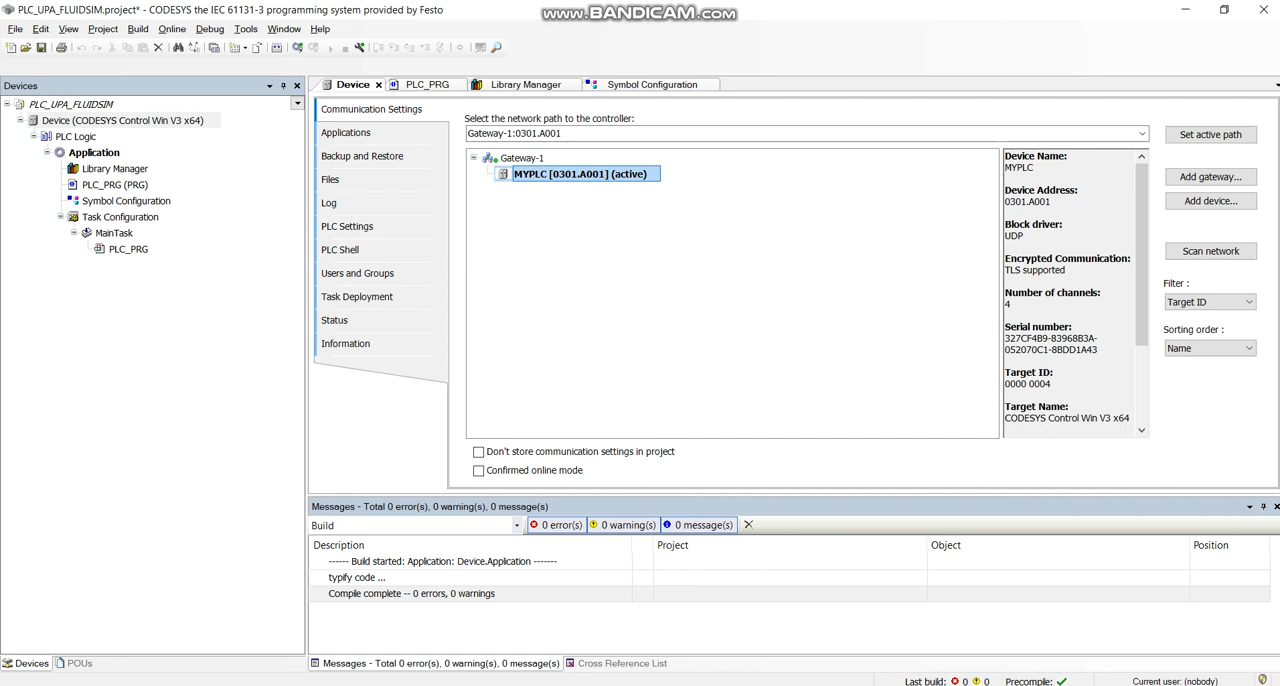 PLC_UPA_FLUIDSIM.project* - CODESYS the IEC 61131-3 programming system provided by Festo
www.BANDICAM.com
File Edit View Project Build Online Debug Tools Window Help
Devices
Device PLC_PRG Library Manager Symbol Configuration
PLC_UPA_FLUIDSIM
Device (CODESYS Control Win V3 x64)
PLC Logic
Application
Library Manager
PLC_PRG (PRG)
Symbol Configuration
Task Configuration
MainTask
PLC_PRG
Communication Settings
Applications
Backup and Restore
Files
Log
PLC Settings
PLC Shell
Users and Groups
Task Deployment
Status
Information
Select the network path to the controller:
Gateway-1:0301.A001
Gateway-1
MYPLC [0301.A001] (active)
Device Name:
MYPLC
Device Address:
0301.A001
Block driver:
UDP
Encrypted Communication:
TLS supported
Number of channels:
4
Serial number:
327CF4B9-83968B3A-
052070C1-8BDD1A43
Target ID:
0000 0004
Target Name:
CODESYS Control Win V3 x64
Set active path
Add gateway...
Add device...
Scan network
Filter :
Target ID
Sorting order :
Name
Don't store communication settings in project
Confirmed online mode
Messages - Total 0 error(s), 0 warning(s), 0 message(s)
Build 0 error(s) 0 warning(s) 0 message(s)
Description Project Object Position
------ Build started: Application: Device.Application -------
typify code ...
Compile complete -- 0 errors, 0 warnings
Devices POUs
Messages - Total 0 error(s), 0 warning(s), 0 message(s) Cross Reference List
Last build: 0 0 Precompile: Current user: (nobody)